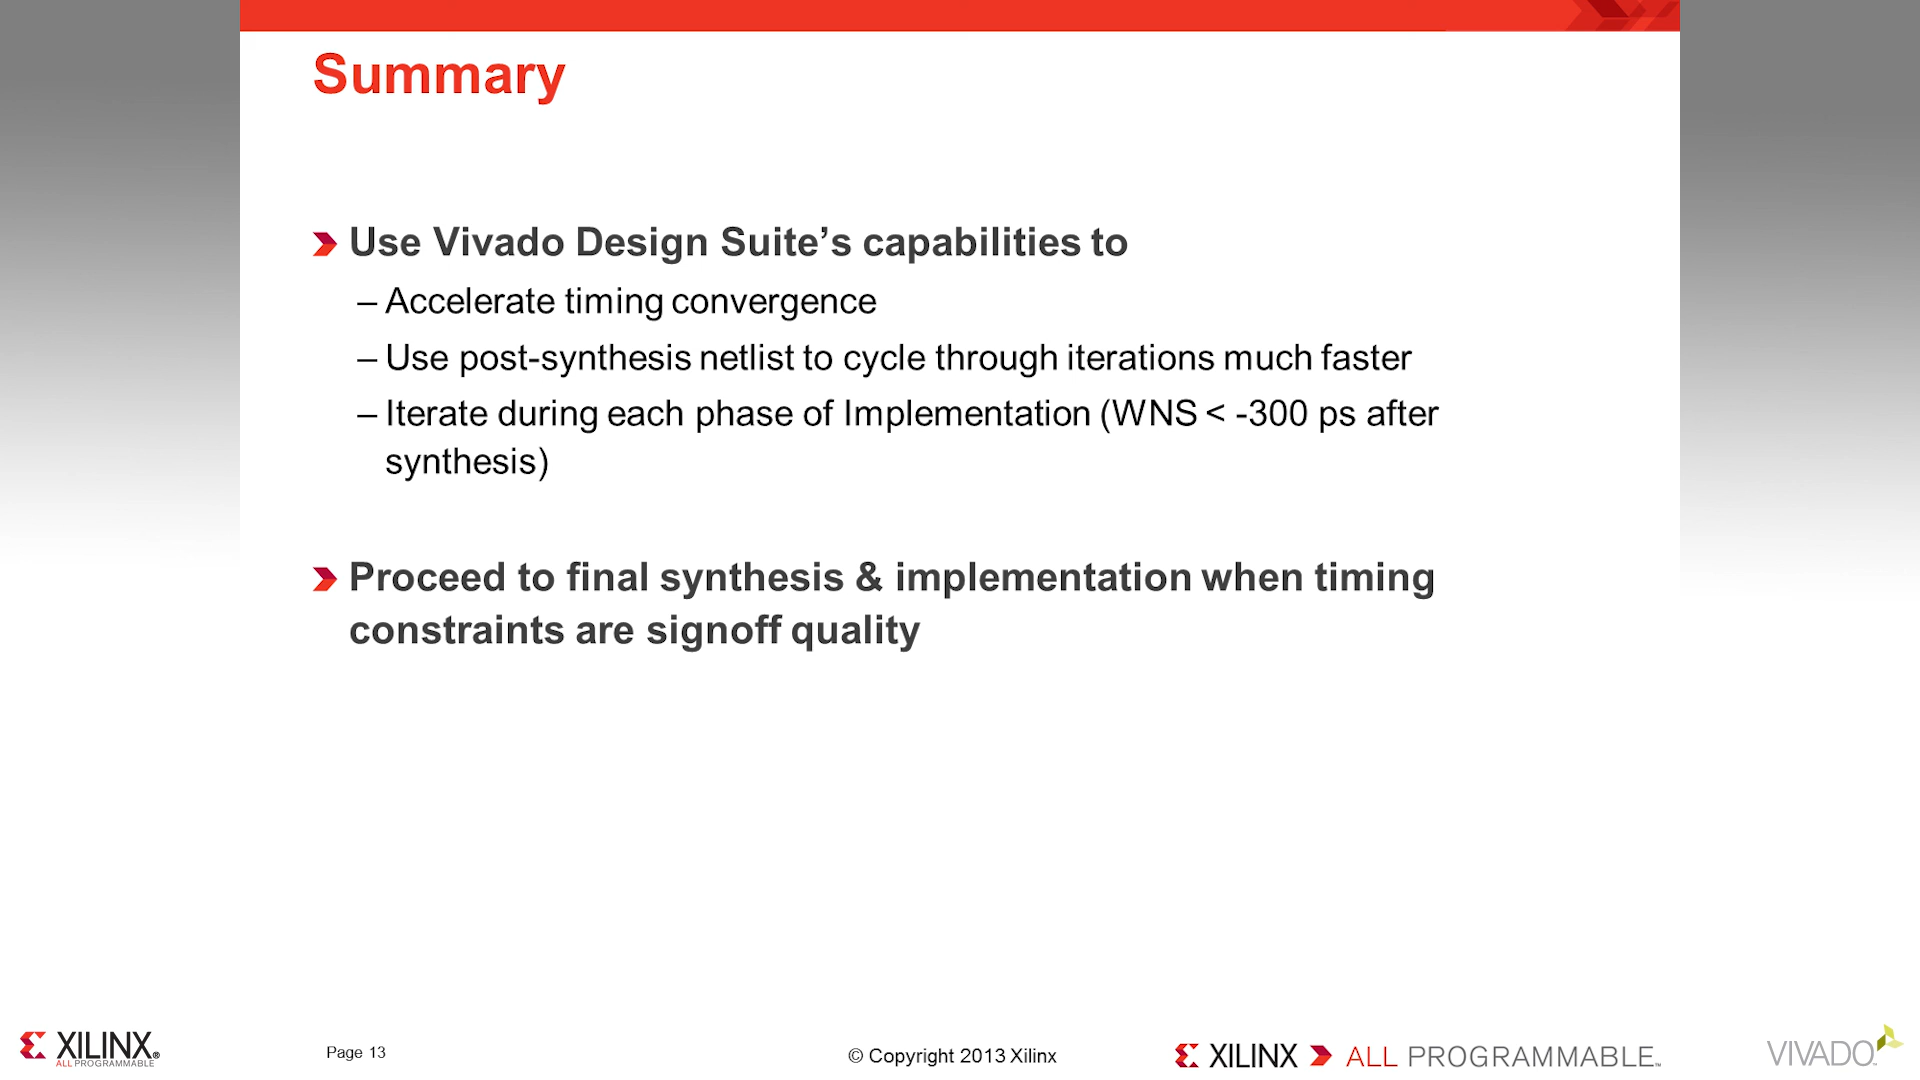 Summary
Use Vivado Design Suite’s capabilities to
– Accelerate timing convergence
– Use post-synthesis netlist to cycle through iterations much faster
– Iterate during each phase of Implementation (WNS < -300 ps after
synthesis)
Proceed to final synthesis & implementation when timing
constraints are signoff quality
XILINX®
ALL PROGRAMMABLE
Page 13
© Copyright 2013 Xilinx
XILINX ALL PROGRAMMABLE™
VIVADO™